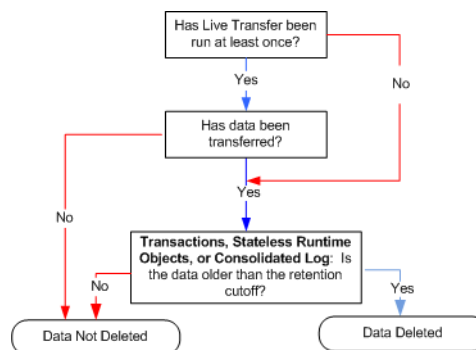 Has Live Transfer been
run at least once?
Yes
No
Has data been
transferred?
Yes
No
Transactions, Stateless Runtime
Objects, or Consolidated Log: Is
the data older than the retention
cutoff?
No
Yes
Data Not Deleted
Data Deleted